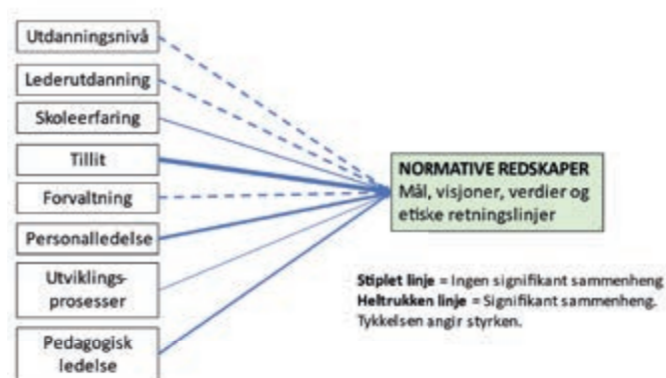 Utdanningsnivå
Lederutdanning
Skoleerfaring
Tillit
Forvaltning
Personalledelse
Utviklings-
prosesser
Pedagogisk
ledelse
NORMATIVE REDSKAPER
Mål, visjoner, verdier og
etiske retningslinjer
Stiplet linje = Ingen signifikant sammenheng
Heltrukken linje = Signifikant sammenheng.
Tykkelsen angir styrken.